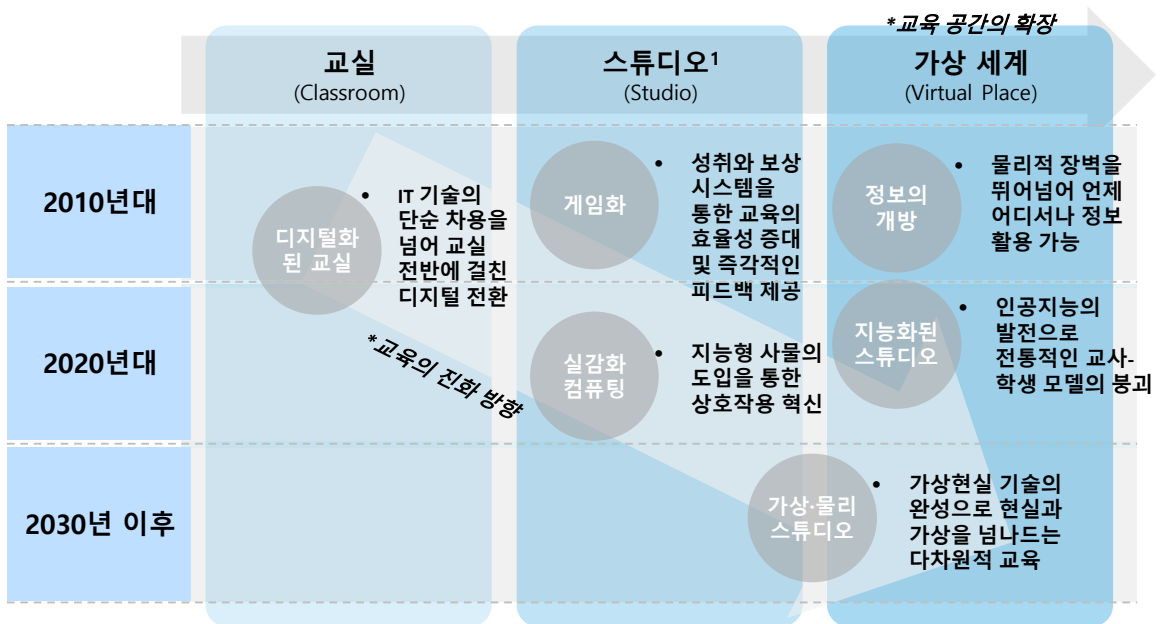 *교육 공간의 확장
교실
(Classroom)
스튜디오¹
(Studio)
가상 세계
(Virtual Place)
2010년대
디지털화
된 교실
• IT 기술의
단순 차용을
넘어 교실
전반에 걸친
디지털 전환
게임화
• 성취와 보상
시스템을
통한 교육의
효율성 증대
및 즉각적인
피드백 제공
정보의
개방
• 물리적 장벽을
뛰어넘어 언제
어디서나 정보
활용 가능
2020년대
*교육의 진화 방향
실감화
컴퓨팅
• 지능형 사물의
도입을 통한
상호작용 혁신
지능화된
스튜디오
• 인공지능의
발전으로
전통적인 교사-
학생 모델의 붕괴
2030년 이후
가상·물리
스튜디오
• 가상현실 기술의
완성으로 현실과
가상을 넘나드는
다차원적 교육